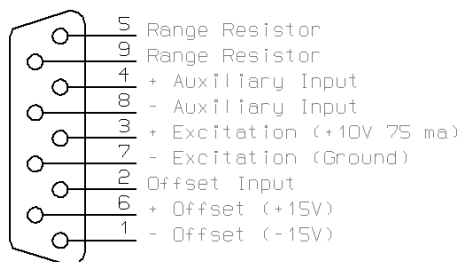 5 Range Resistor
9 Range Resistor
4 + Auxiliary Input
8 - Auxiliary Input
3 + Excitation (+10V 75 ma)
7 - Excitation (Ground)
2 Offset Input
6 + Offset (+15V)
1 - Offset (-15V)